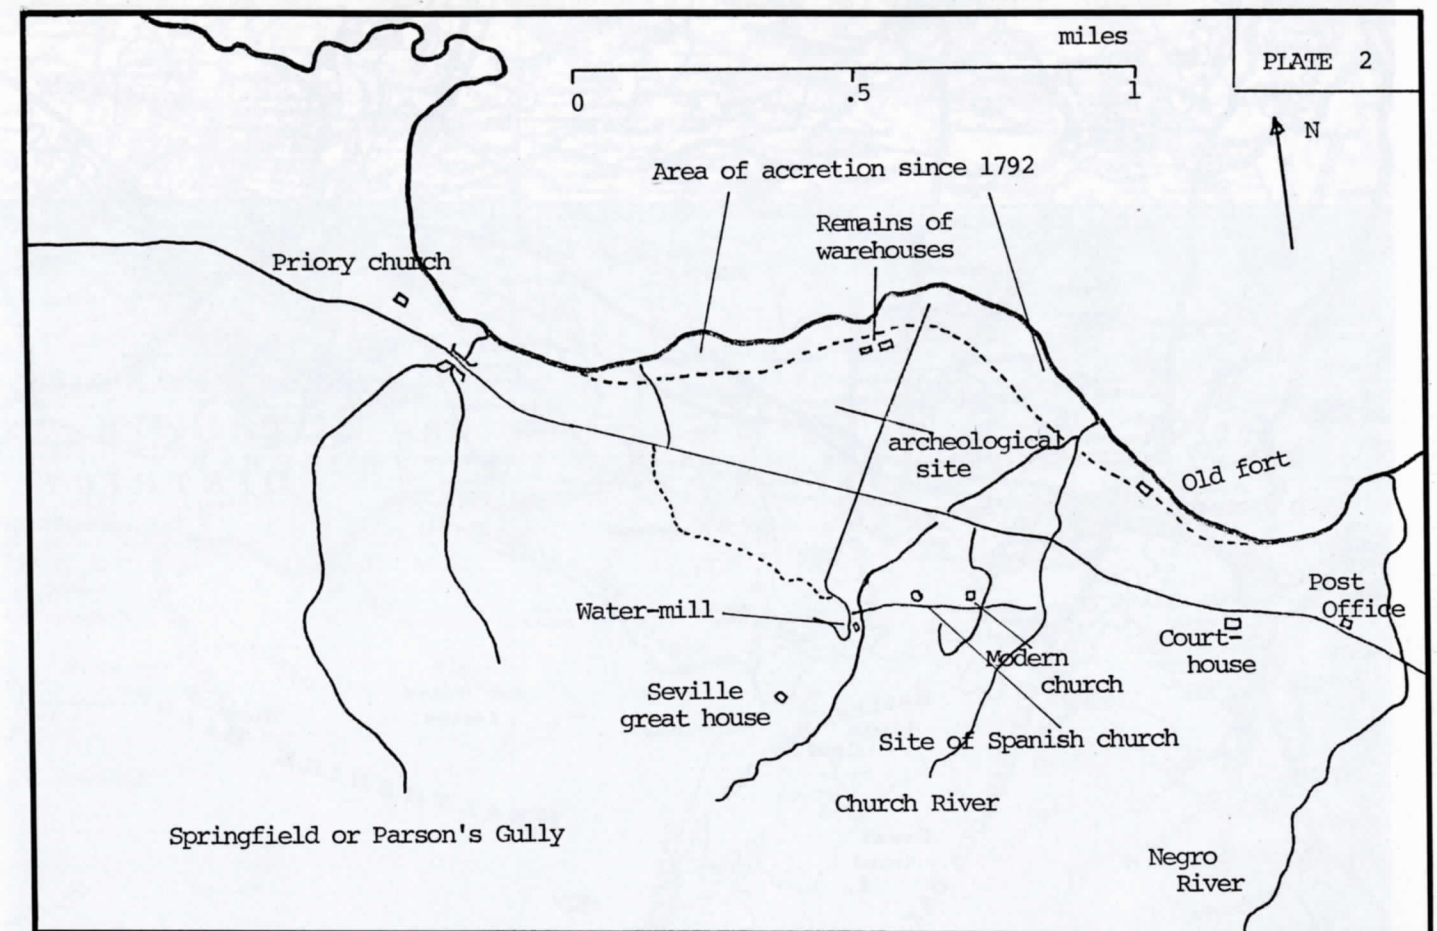 miles
PLATE 2
0 .5 1
N
Area of accretion since 1792
Remains of
warehouses
Priory church
archeological
site
Old fort
Post
Office
Water-mill
Court-
house
Modern
church
Seville
great house
Site of Spanish church
Church River
Springfield or Parson's Gully
Negro
River